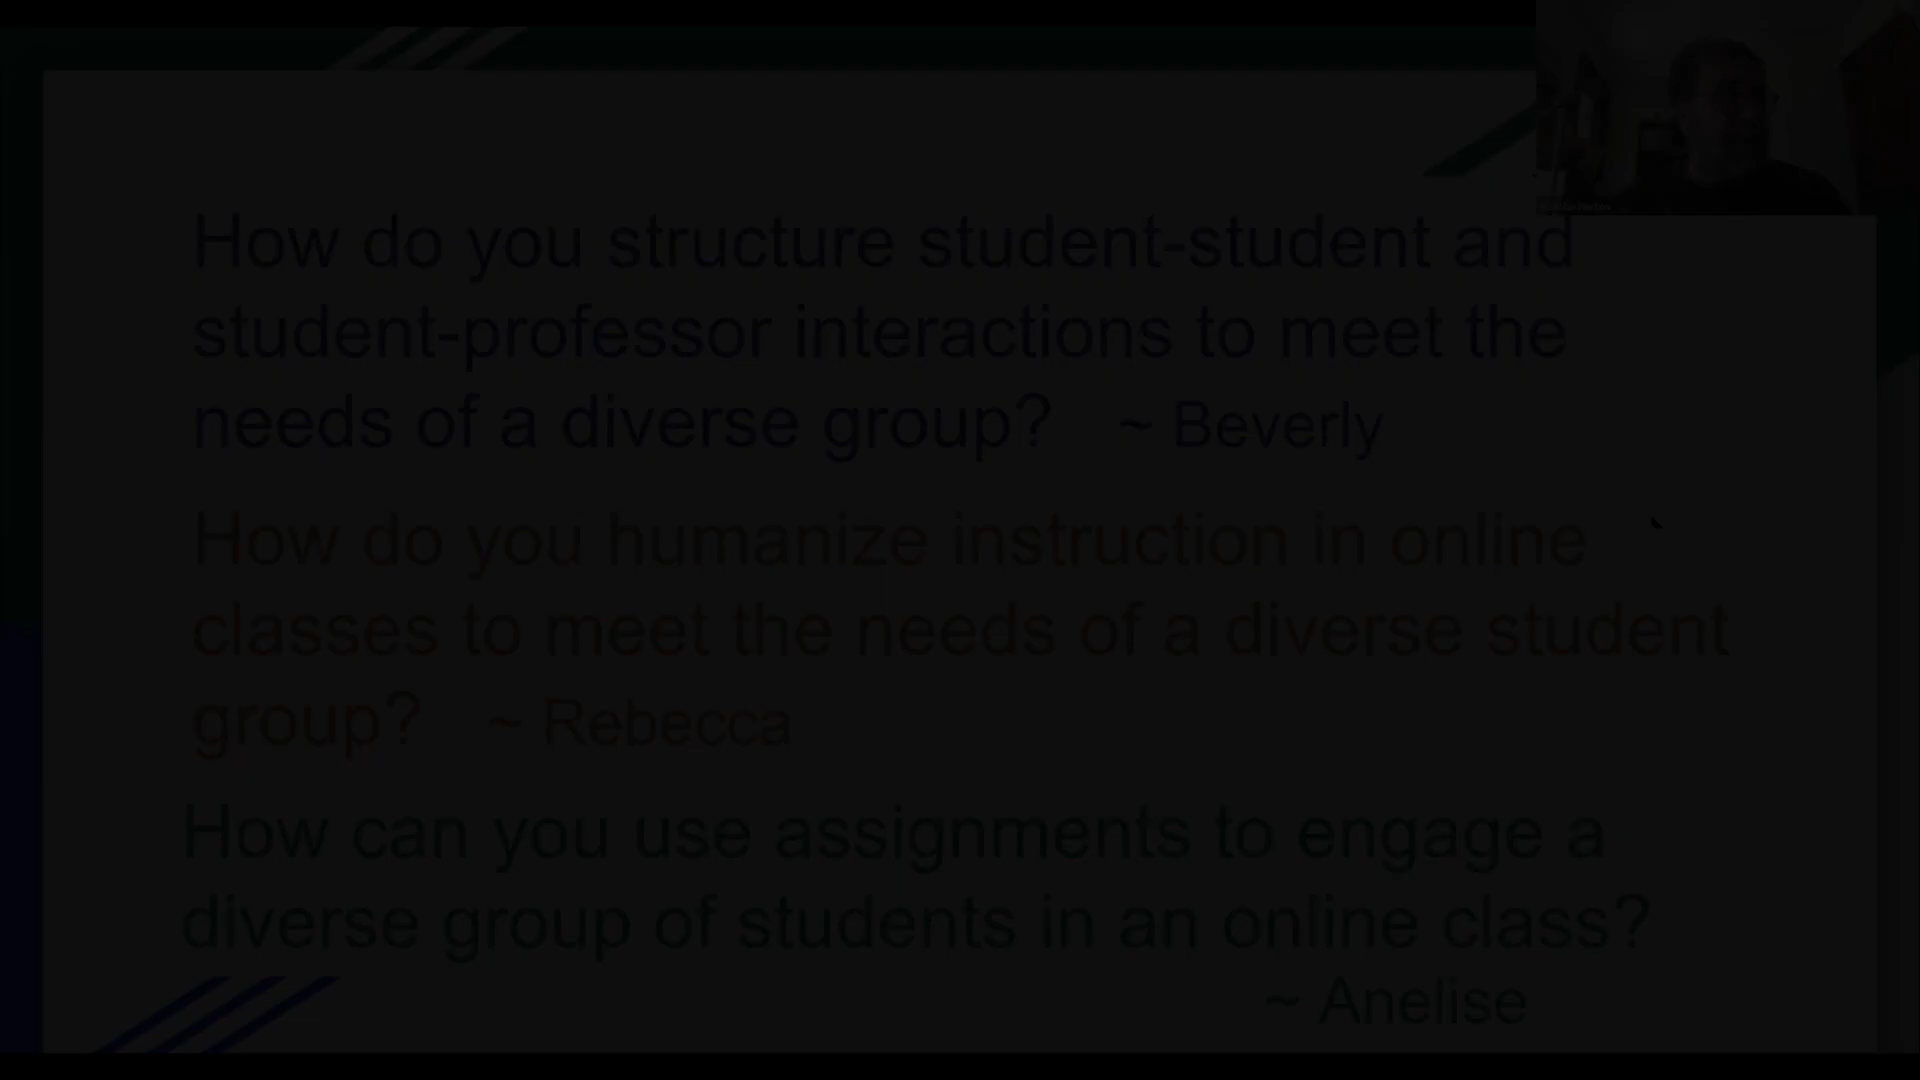 How do you structure student-student and
student-professor interactions to meet the
needs of a diverse group? ~ Beverly
How do you humanize instruction in online
classes to meet the needs of a diverse student
group? ~ Rebecca
How can you use assignments to engage a
diverse group of students in an online class?
~ Anelise